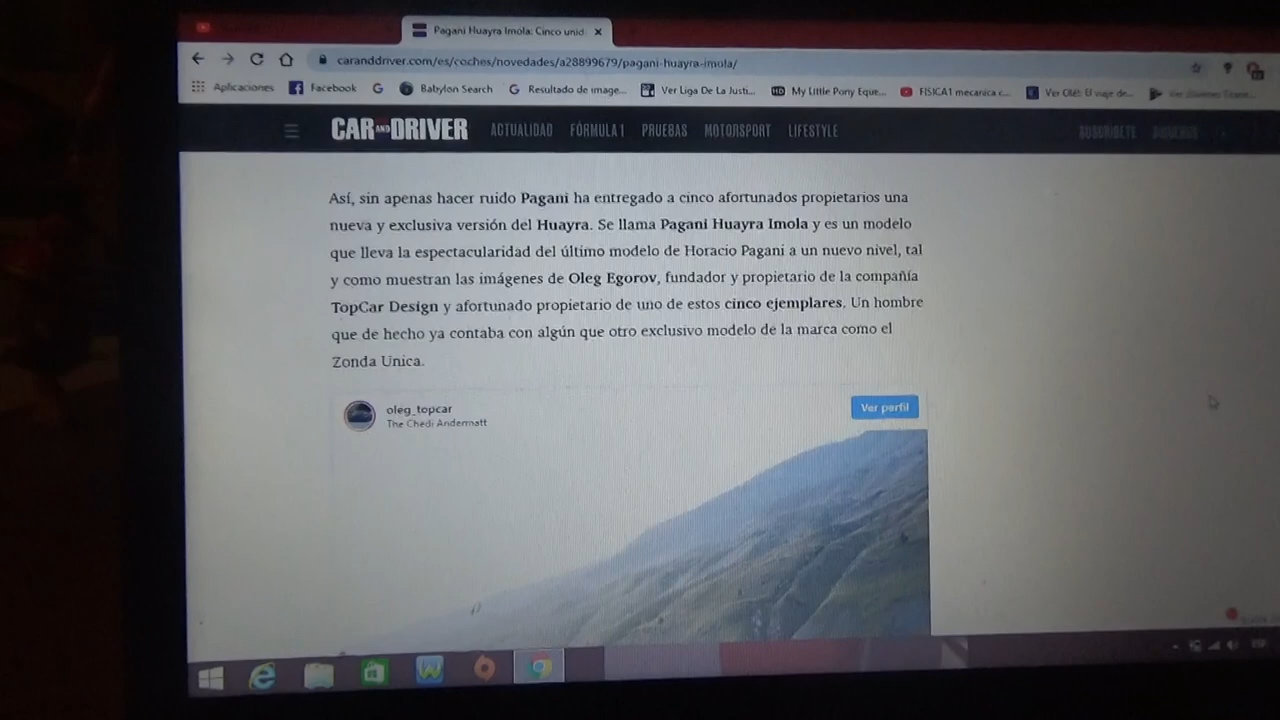 Pagani Huayra Imola: Cinco unid
caranddriver.com/es/coches/novedades/a28899679/pagani-huayra-imola/
Aplicaciones Facebook Babylon Search Resultado de image... Ver Liga De La Justi... My Little Pony Eque... FISICA1 mecanica c... Ver Olé: El viaje de...
CAR AND DRIVER ACTUALIDAD FÓRMULA 1 PRUEBAS MOTORSPORT LIFESTYLE SUSCRÍBETE
Así, sin apenas hacer ruido Pagani ha entregado a cinco afortunados propietarios una
nueva y exclusiva versión del Huayra. Se llama Pagani Huayra Imola y es un modelo
que lleva la espectacularidad del último modelo de Horacio Pagani a un nuevo nivel, tal
y como muestran las imágenes de Oleg Egorov, fundador y propietario de la compañía
TopCar Design y afortunado propietario de uno de estos cinco ejemplares. Un hombre
que de hecho ya contaba con algún que otro exclusivo modelo de la marca como el
Zonda Unica.
oleg_topcar
The Chedi Andermatt
Ver perfil